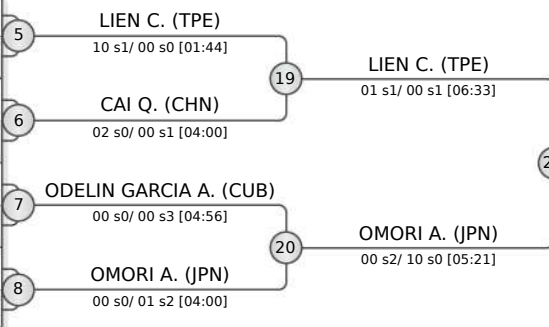 5
LIEN C. (TPE)
10 s1/ 00 s0 [01:44]
19
LIEN C. (TPE)
01 s1/ 00 s1 [06:33]
6
CAI Q. (CHN)
02 s0/ 00 s1 [04:00]
7
ODELIN GARCIA A. (CUB)
00 s0/ 00 s3 [04:56]
20
OMORI A. (JPN)
00 s2/ 10 s0 [05:21]
8
OMORI A. (JPN)
00 s0/ 01 s2 [04:00]